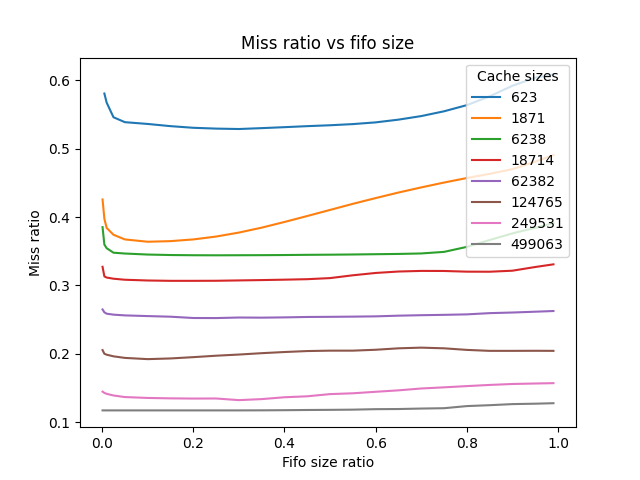 Miss ratio vs fifo size
Miss ratio
0.6
0.5
0.4
0.3
0.2
0.1
Cache sizes
623
1871
6238
18714
62382
124765
249531
499063
0.0 0.2 0.4 0.6 0.8 1.0
Fifo size ratio